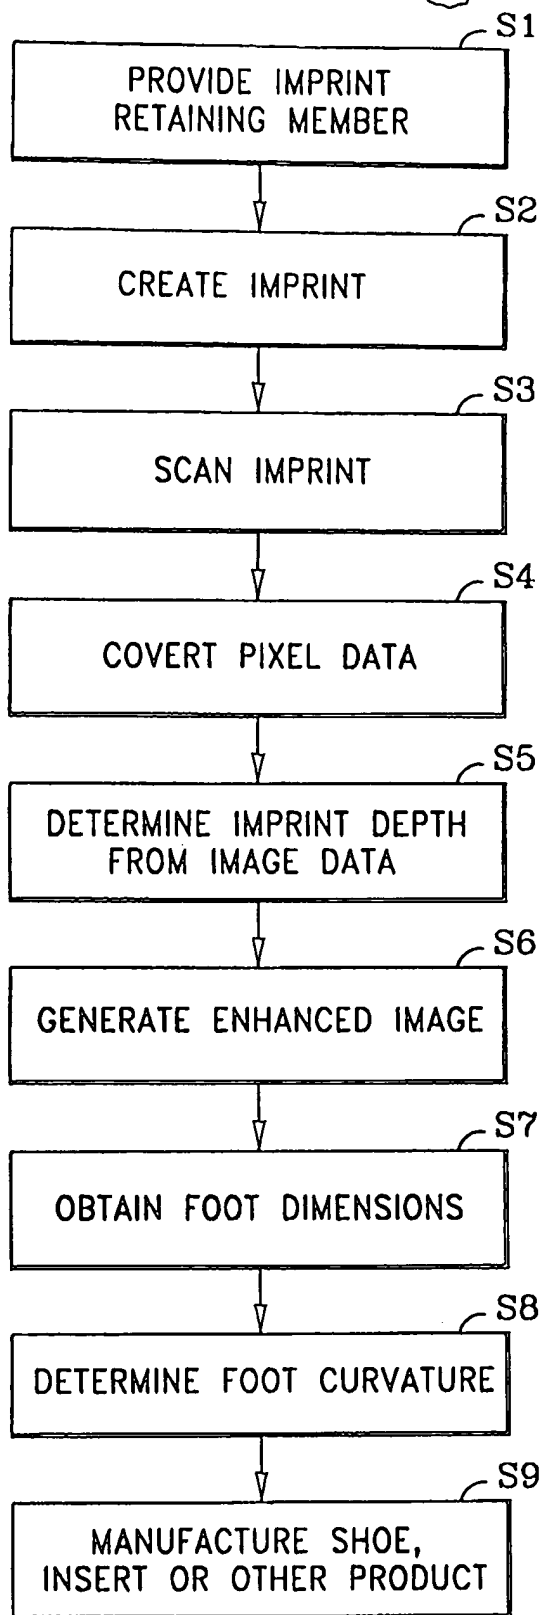 S1
PROVIDE IMPRINT
RETAINING MEMBER
S2
CREATE IMPRINT
S3
SCAN IMPRINT
S4
COVERT PIXEL DATA
S5
DETERMINE IMPRINT DEPTH
FROM IMAGE DATA
S6
GENERATE ENHANCED IMAGE
S7
OBTAIN FOOT DIMENSIONS
S8
DETERMINE FOOT CURVATURE
S9
MANUFACTURE SHOE,
INSERT OR OTHER PRODUCT